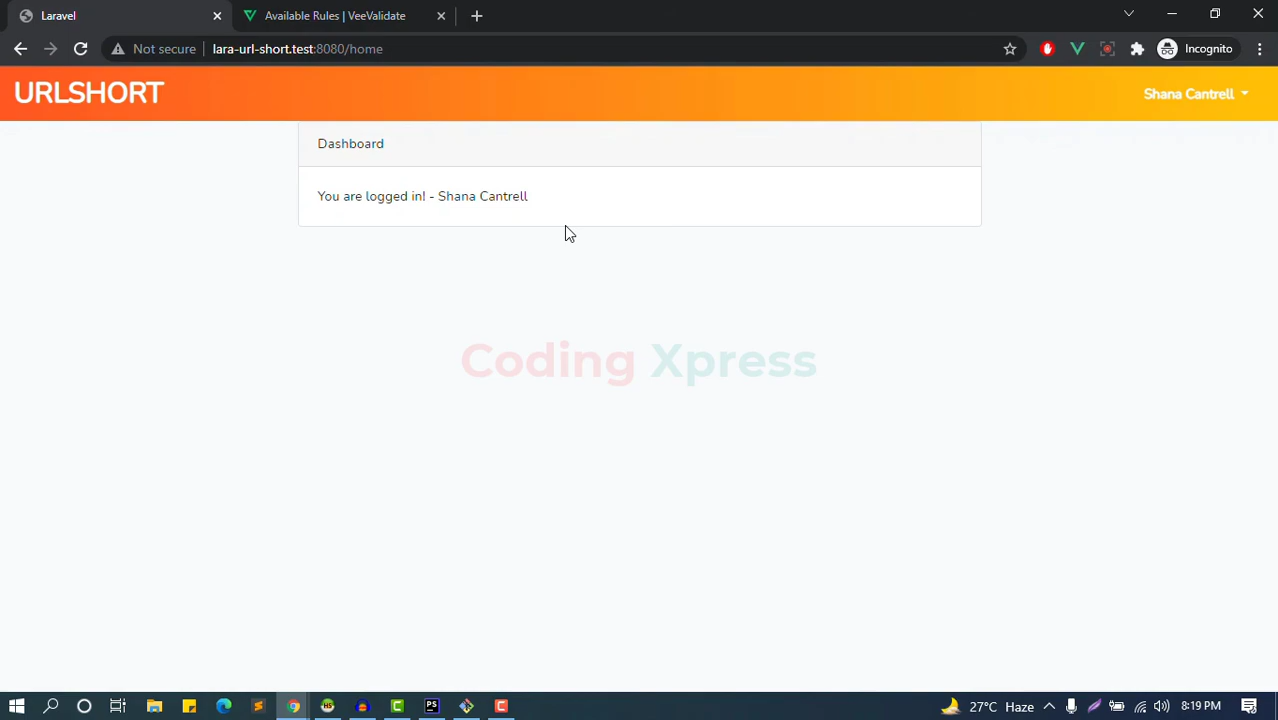 Laravel
Available Rules | VeeValidate
Not secure
lara-url-short.test:8080/home
Incognito
URLSHORT
Shana Cantrell
Dashboard
You are logged in! - Shana Cantrell
Coding Xpress
27°C Haze
8:19 PM